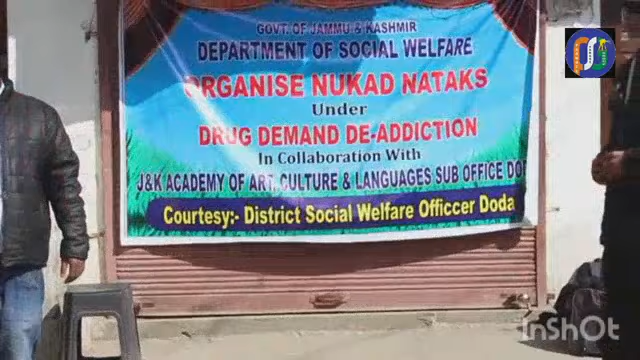 GOVT. OF JAMMU & KASHMIR
DEPARTMENT OF SOCIAL WELFARE
ORGANISE NUKAD NATAKS
Under
DRUG DEMAND DE-ADDICTION
In Collaboration With
J&K ACADEMY OF ART, CULTURE & LANGUAGES SUB OFFICE DO
Courtesy:- District Social Welfare Officcer Doda
InShOt